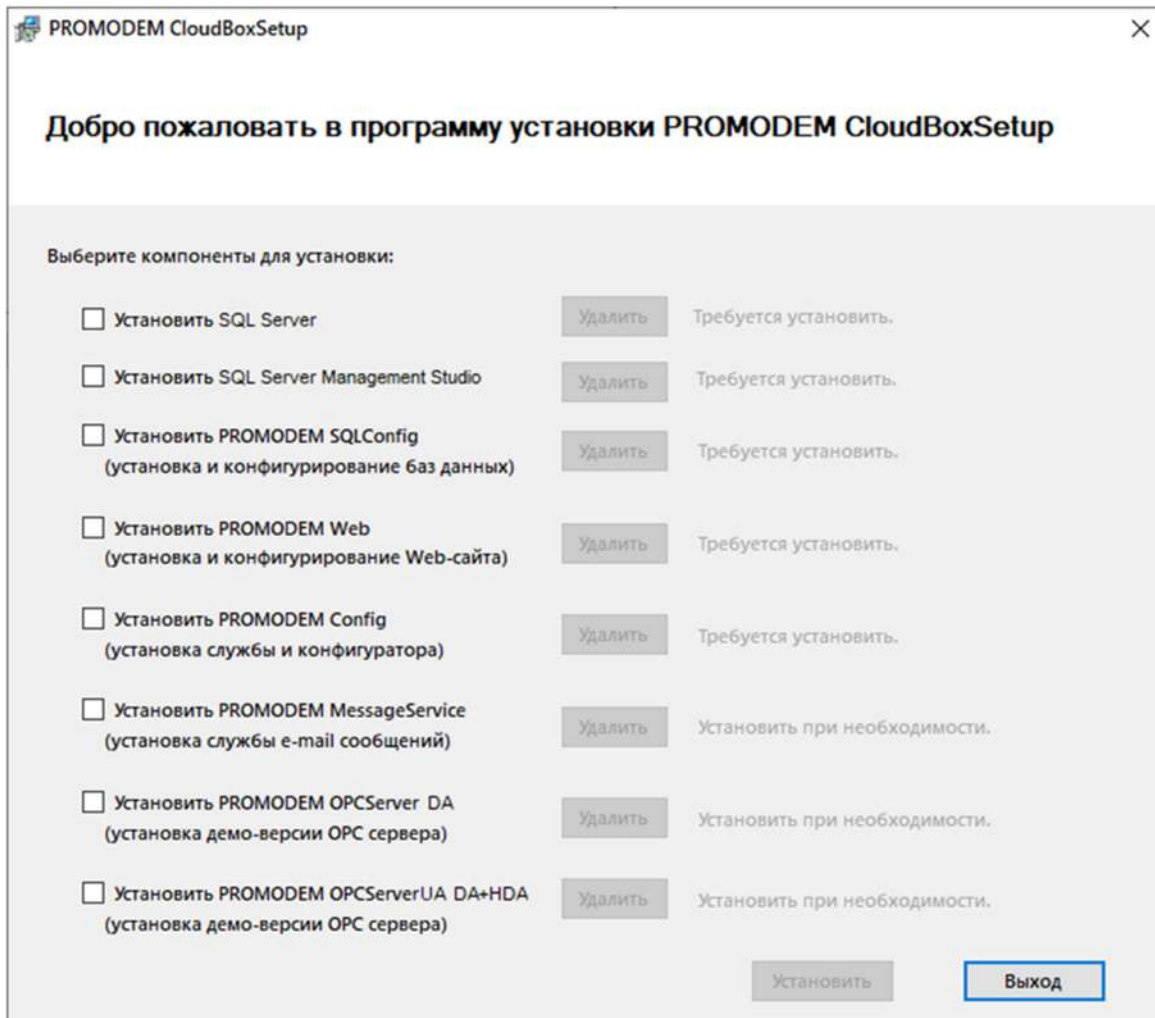 PROMODEM CloudBoxSetup
Добро пожаловать в программу установки PROMODEM CloudBoxSetup
Выберите компоненты для установки:
Установить SQL Server Удалить Требуется установить.
Установить SQL Server Management Studio Удалить Требуется установить.
Установить PROMODEM SQLConfig
(установка и конфигурирование баз данных) Удалить Требуется установить.
Установить PROMODEM Web
(установка и конфигурирование Web-сайта) Удалить Требуется установить.
Установить PROMODEM Config
(установка службы и конфигуратора) Удалить Требуется установить.
Установить PROMODEM MessageService
(установка службы e-mail сообщений) Удалить Установить при необходимости.
Установить PROMODEM OPCServer DA
(установка демо-версии OPC сервера) Удалить Установить при необходимости.
Установить PROMODEM OPCServerUA DA+HDA
(установка демо-версии OPC сервера) Удалить Установить при необходимости.
Установить Выход